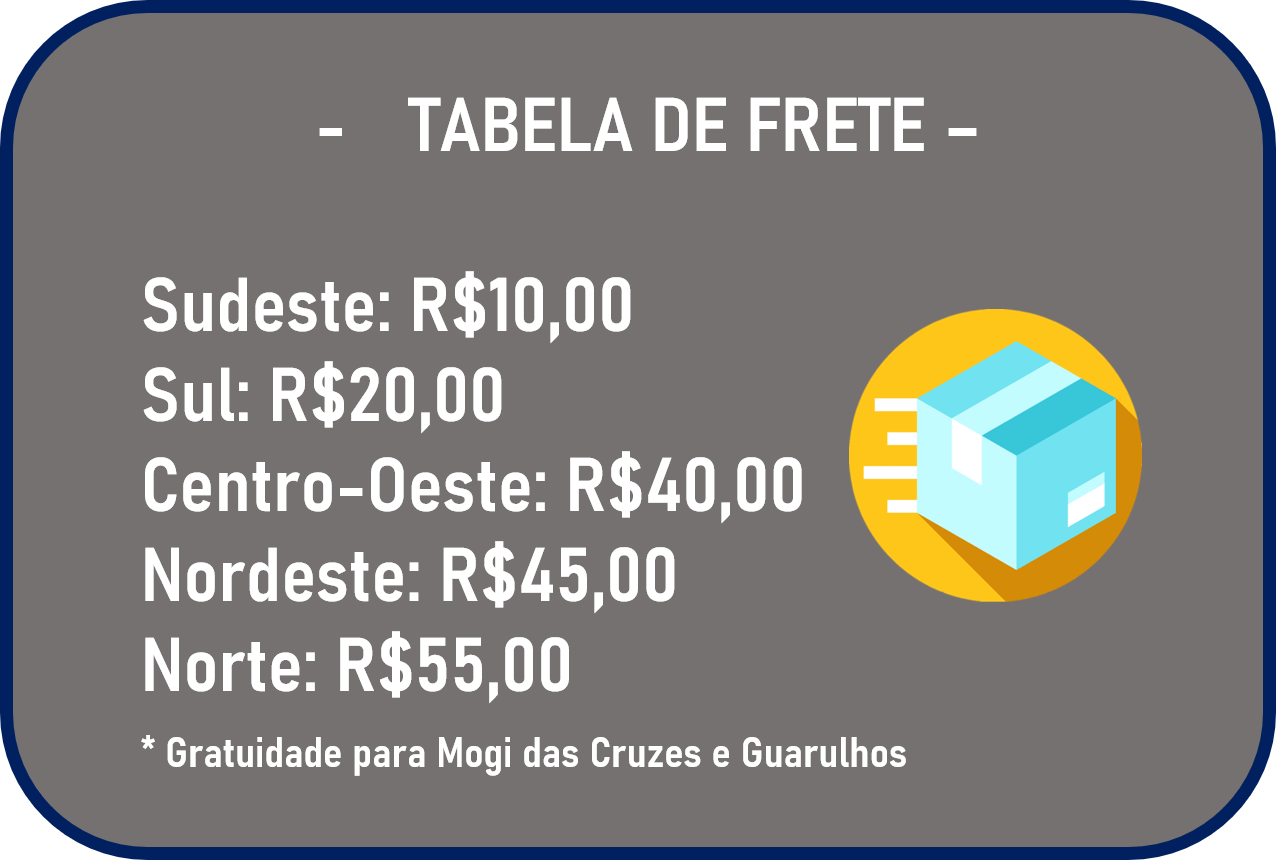 - TABELA DE FRETE –
Sudeste: R$10,00
Sul: R$20,00
Centro-Oeste: R$40,00
Nordeste: R$45,00
Norte: R$55,00
* Gratuidade para Mogi das Cruzes e Guarulhos